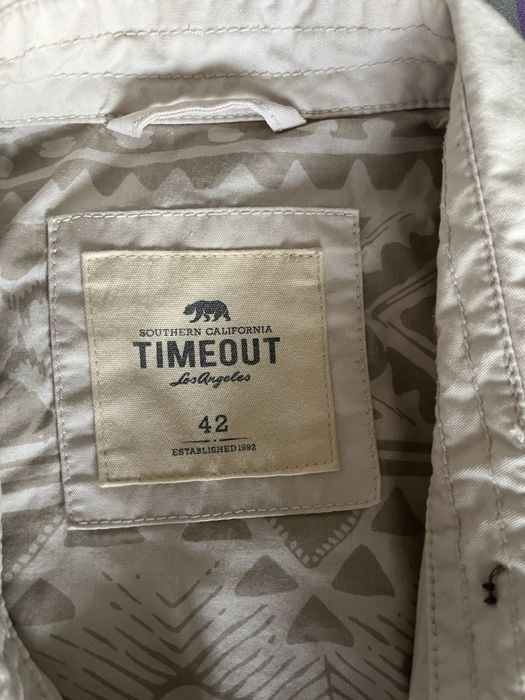 SOUTHERN CALIFORNIA
TIMEOUT
Los Angeles
42
ESTABLISHED 1992